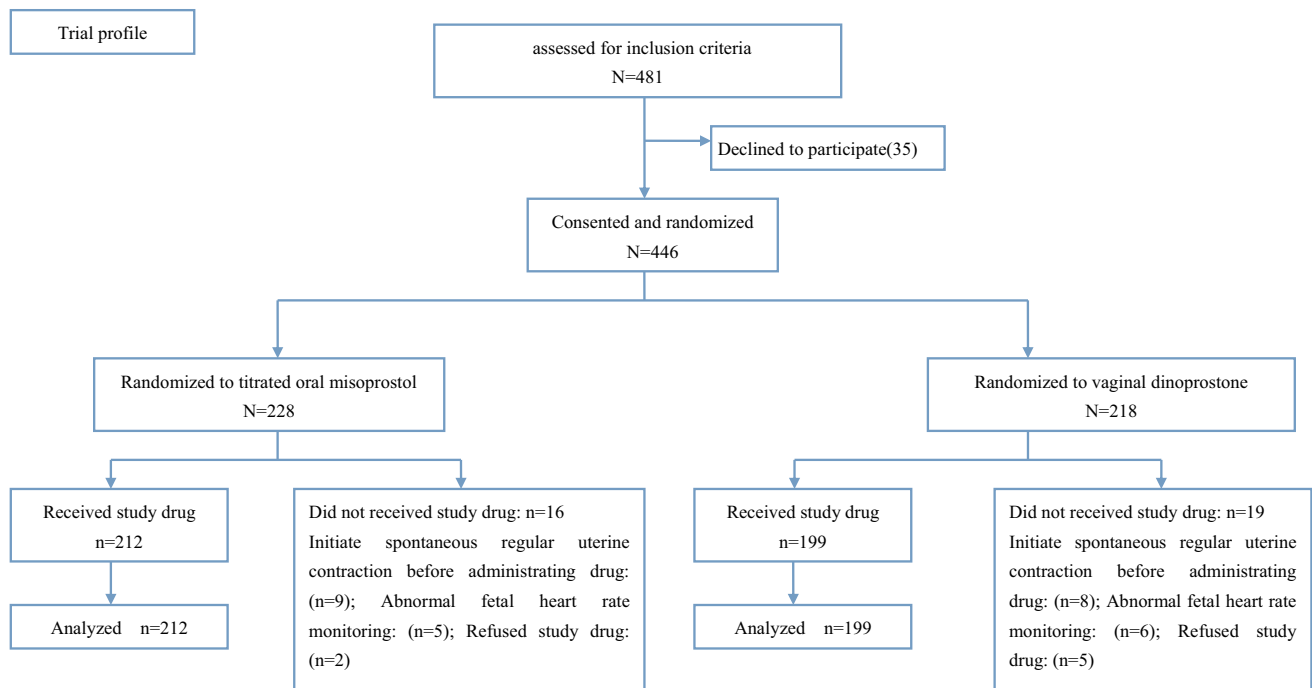 Trial profile
assessed for inclusion criteria
N=481
Declined to participate(35)
Consented and randomized
N=446
Randomized to titrated oral misoprostol
N=228
Randomized to vaginal dinoprostone
N=218
Received study drug
n=212
Did not received study drug: n=16
Initiate spontaneous regular uterine
contraction before administrating drug:
(n=9); Abnormal fetal heart rate
monitoring: (n=5); Refused study drug:
(n=2)
Received study drug
n=199
Did not received study drug: n=19
Initiate spontaneous regular uterine
contraction before administrating
drug: (n=8); Abnormal fetal heart rate
monitoring: (n=6); Refused study
drug: (n=5)
Analyzed n=212
Analyzed n=199